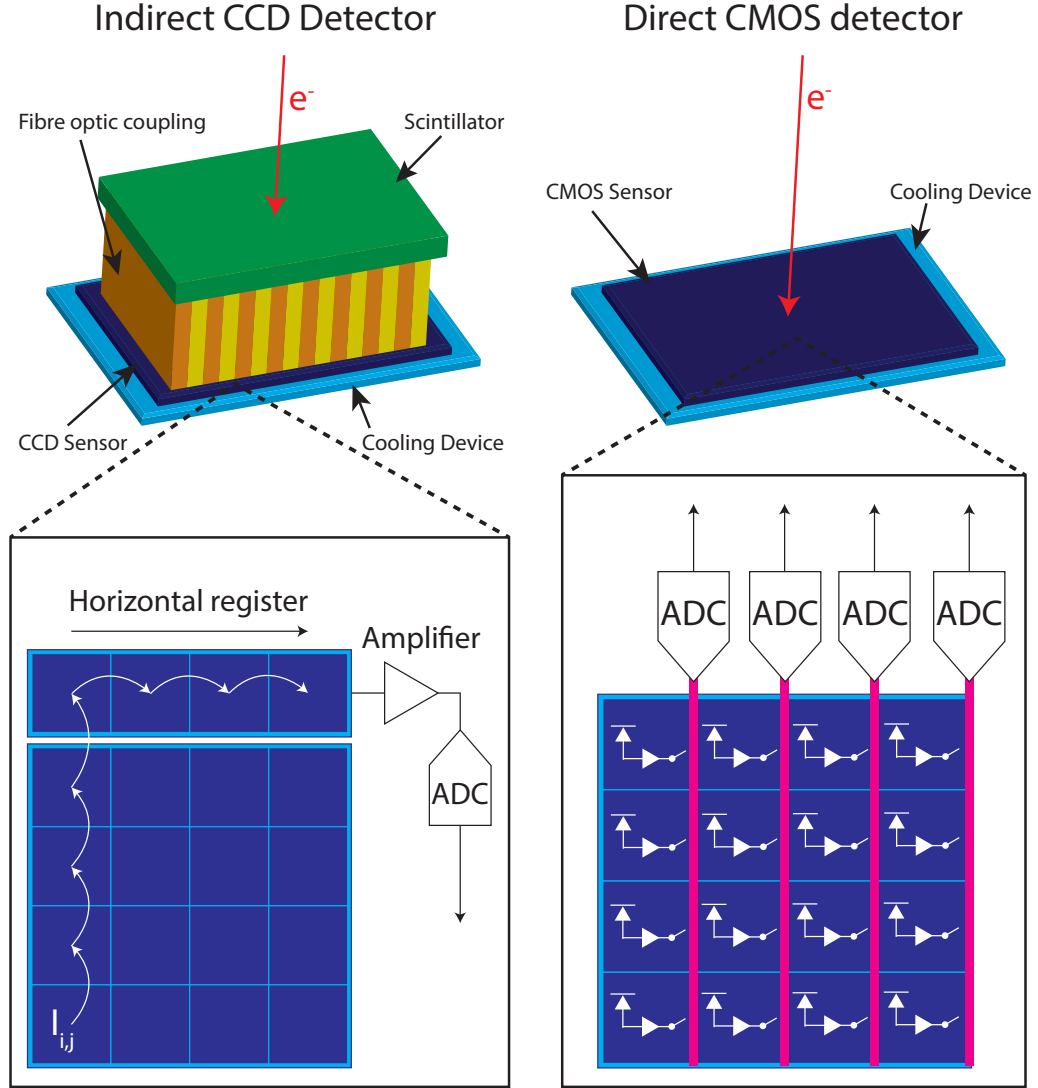 Indirect CCD Detector
Direct CMOS detector
e-
e-
Fibre optic coupling
Scintillator
CMOS Sensor
Cooling Device
CCD Sensor
Cooling Device
Horizontal register
Amplifier
ADC
I i,j
ADC
ADC
ADC
ADC